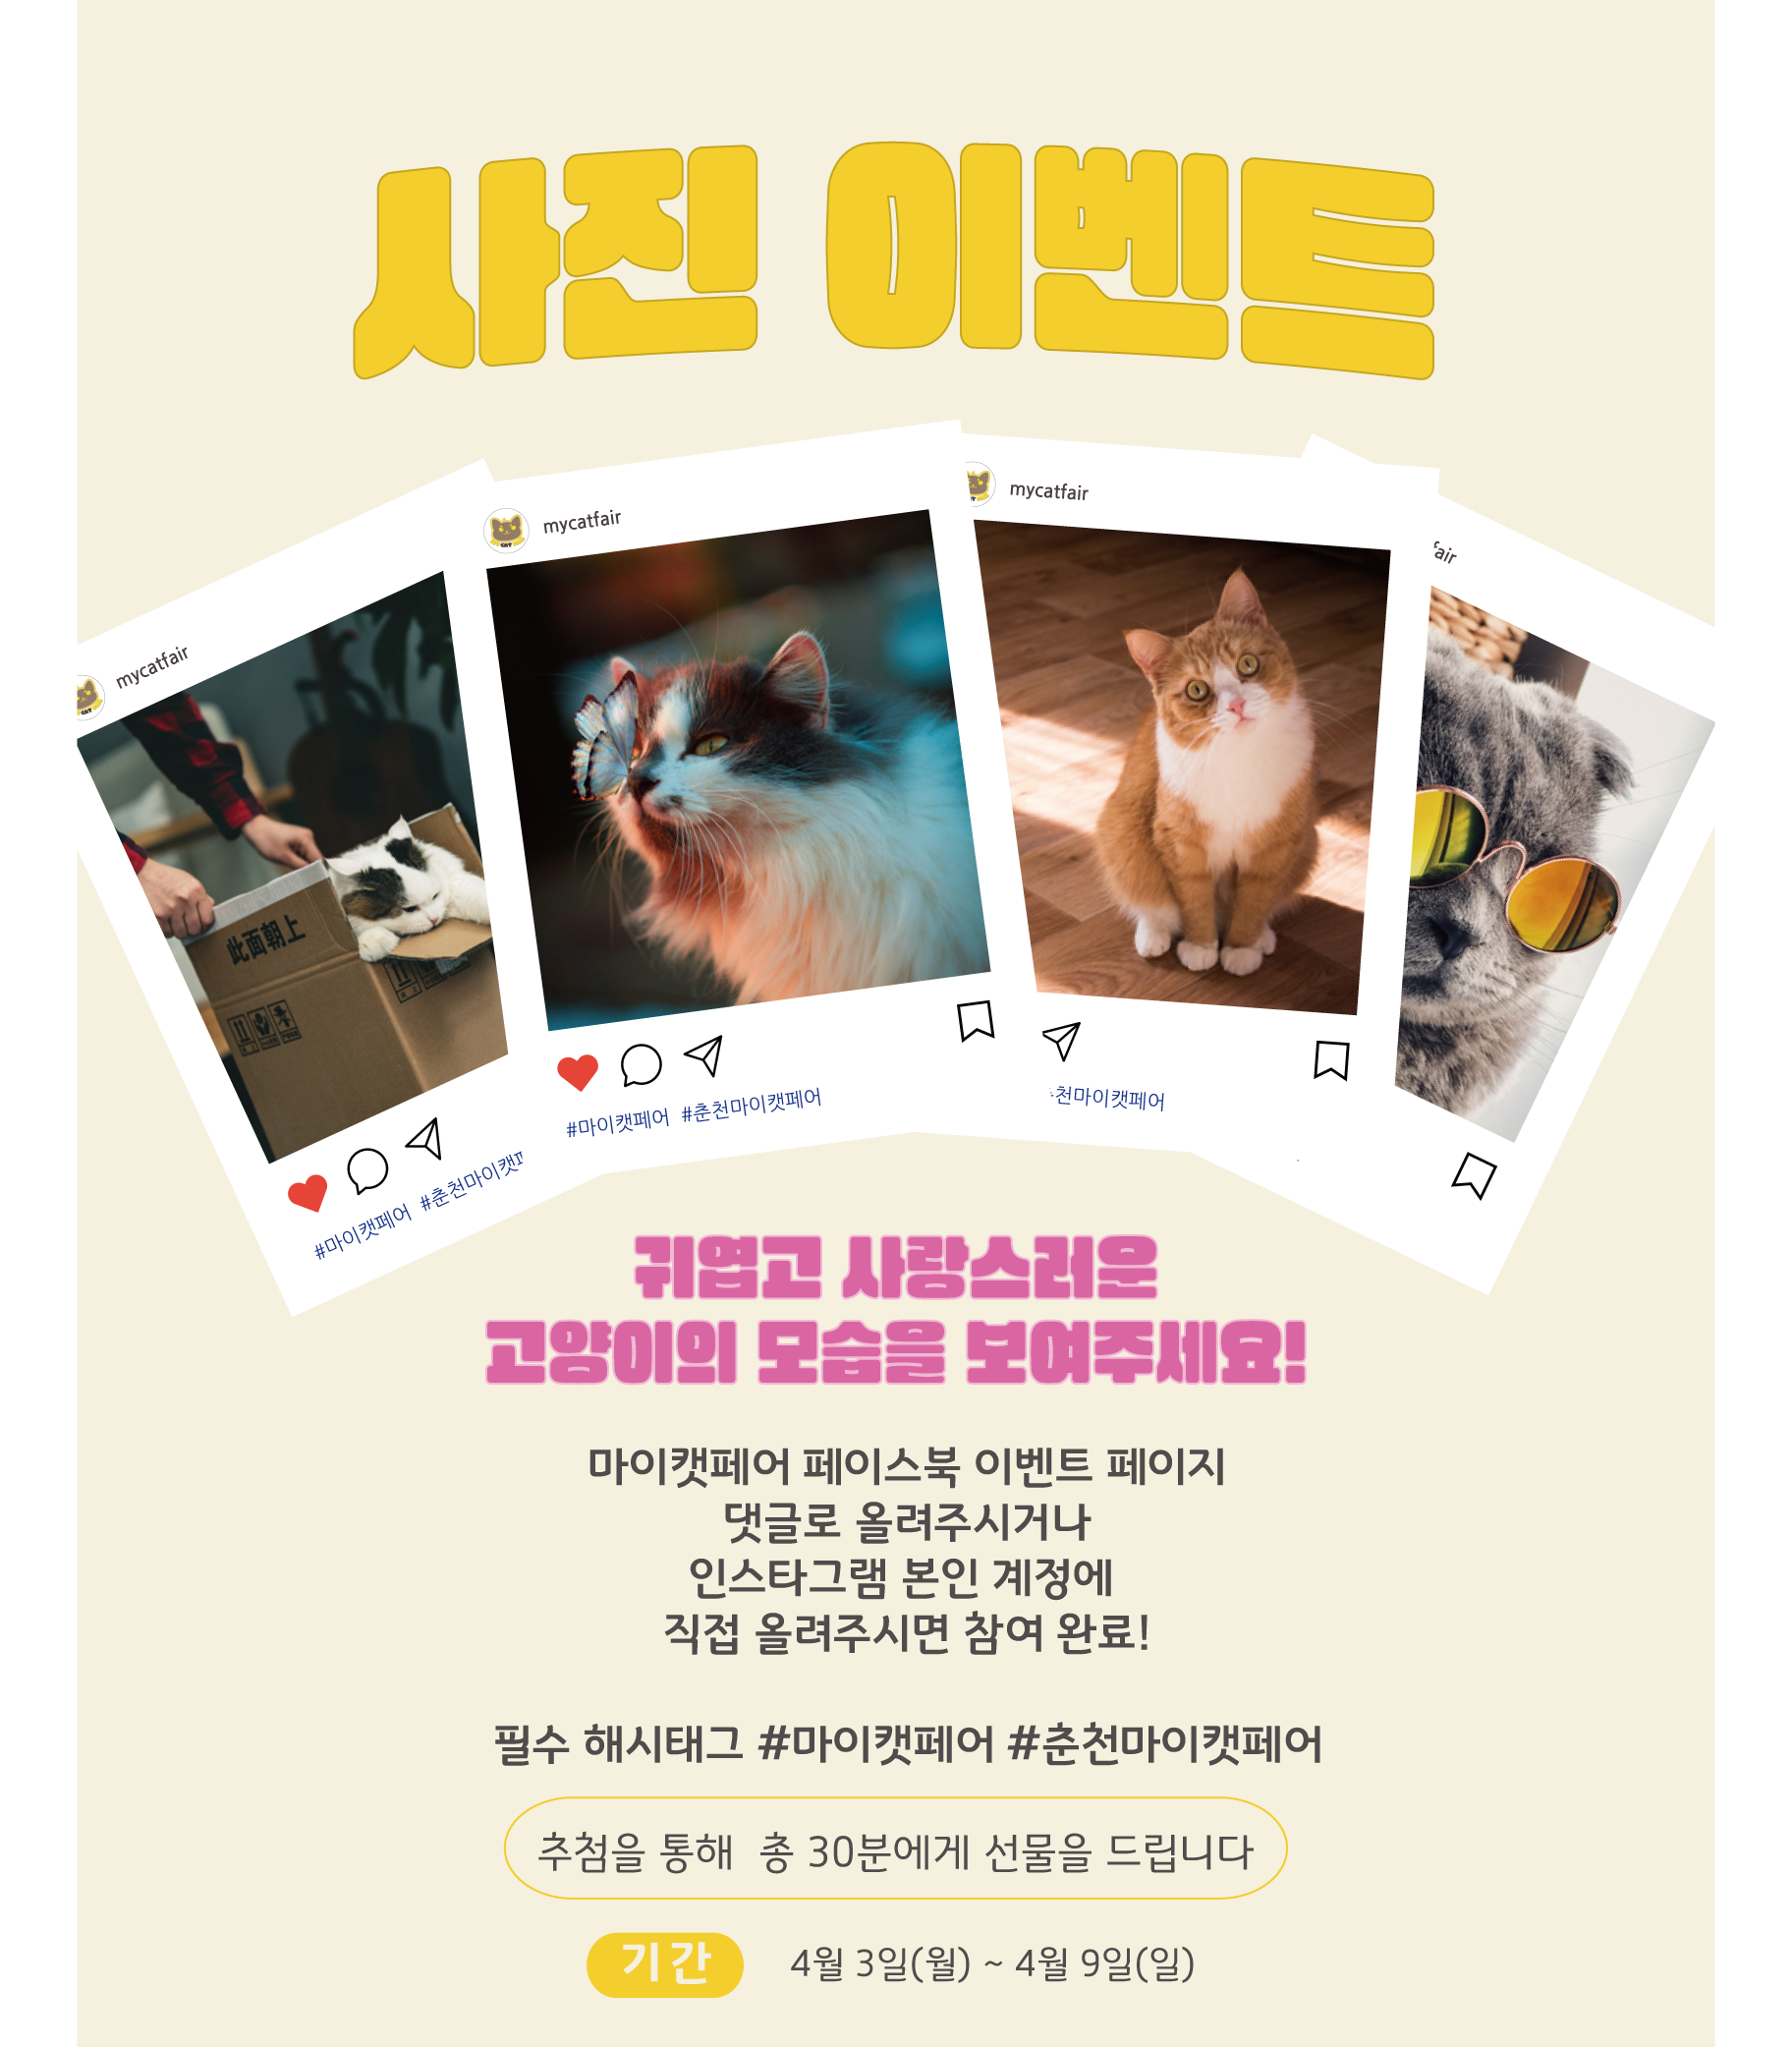 사진 이벤트
mycatfair
mycatfair
mycatfair
fair
此面朝上
#마이캣페어 #춘천마이캣
#마이캣페어 #춘천마이캣페어
천마이캣페어
귀엽고 사랑스러운
고양이의 모습을 보여주세요!
마이캣페어 페이스북 이벤트 페이지
댓글로 올려주시거나
인스타그램 본인 계정에
직접 올려주시면 참여 완료!
필수 해시태그 #마이캣페어 #춘천마이캣페어
추첨을 통해 총 30분에게 선물을 드립니다
기간 4월 3일(월) ~ 4월 9일(일)